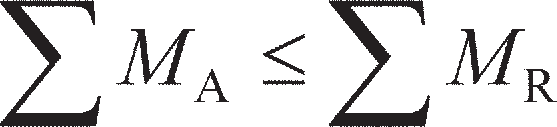 ∑ M_A ≤ ∑ M_R